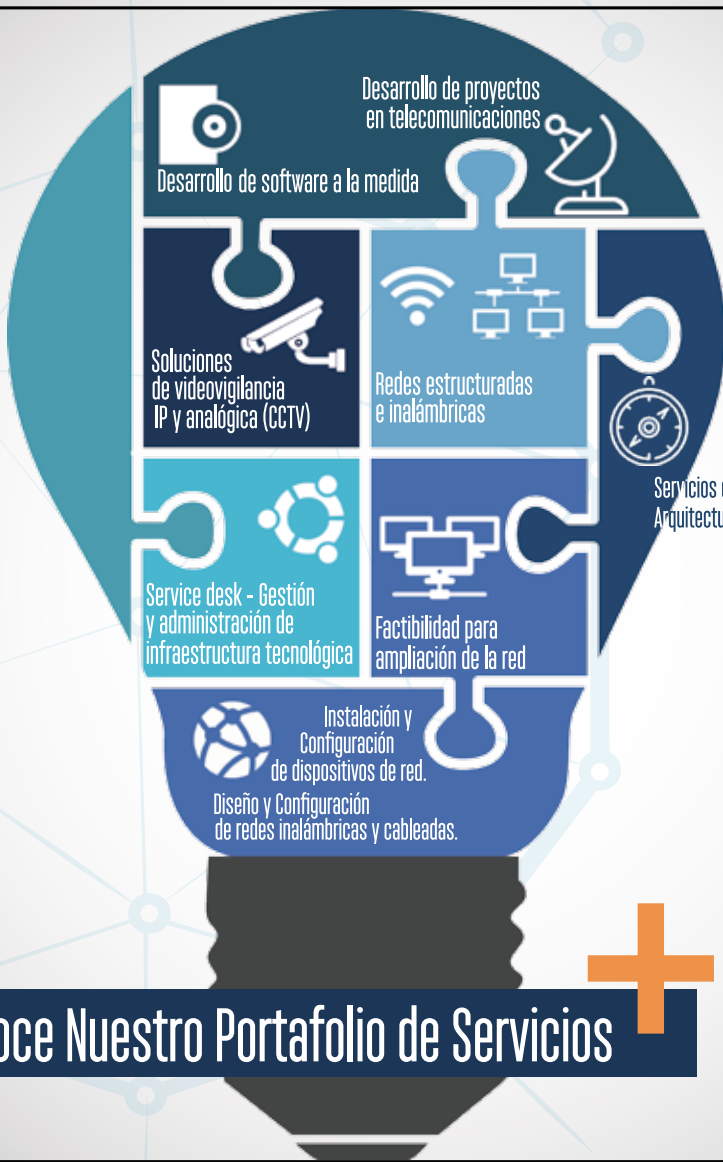 Desarrollo de proyectos
en telecomunicaciones
Desarrollo de software a la medida
Soluciones
de videovigilancia
IP y analógica (CCTV)
Redes estructuradas
e inalámbricas
Servicios
Service desk - Gestión
y administración de
infraestructura tecnológica
Factibilidad para
ampliación de la red
Instalación y
Configuración
de dispositivos de red.
Diseño y Configuración
de redes inalámbricas y cableadas.
Nuestro Portafolio de Servicios